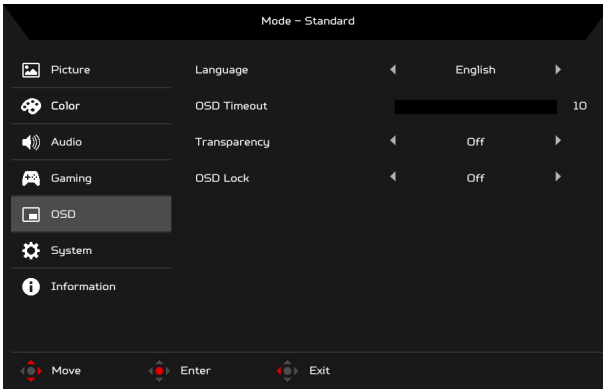 Mode - Standard
Picture
Language English
Color
OSD Timeout 10
Audio
Transparency Off
Gaming
OSD Lock Off
OSD
System
Information
Move Enter Exit